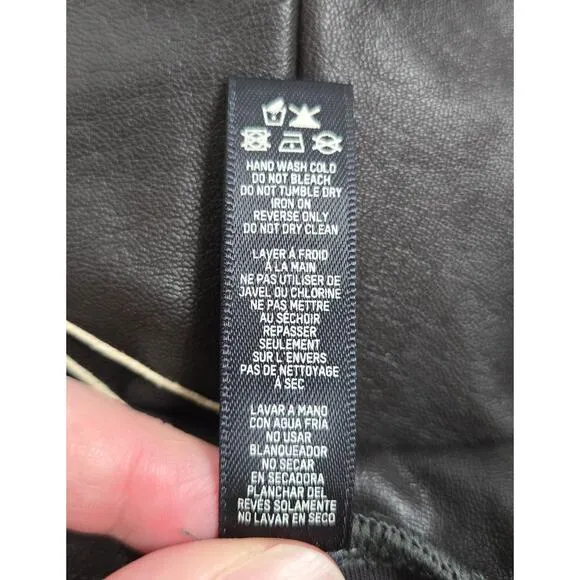 HAND WASH COLD
DO NOT BLEACH
DO NOT TUMBLE DRY
IRON ON
REVERSE ONLY
DO NOT DRY CLEAN
LAVER À FROID
À LA MAIN
NE PAS UTILISER DE
JAVEL OU CHLORINE
NE PAS METTRE
AU SÉCHOIR
REPASSER
SEULEMENT
SUR L'ENVERS
PAS DE NETTOYAGE
À SEC
LAVAR A MANO
CON AGUA FRÍA
NO USAR
BLANQUEADOR
NO SECAR
EN SECADORA
PLANCHAR DEL
REVÉS SOLAMENTE
NO LAVAR EN SECO